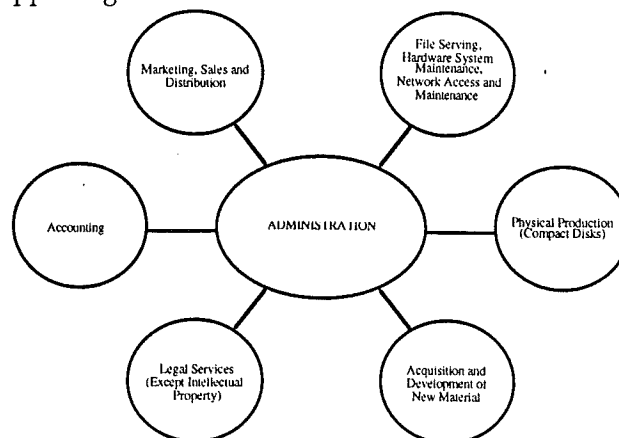 Marketing, Sales and
Distribution
File Serving,
Hardware System
Maintenance,
Network Access and
Maintenance
Accounting
ADMINISTRATION
Physical Production
(Compact Disks)
Legal Services
(Except Intellectual
Property)
Acquisition and
Development of
New Material